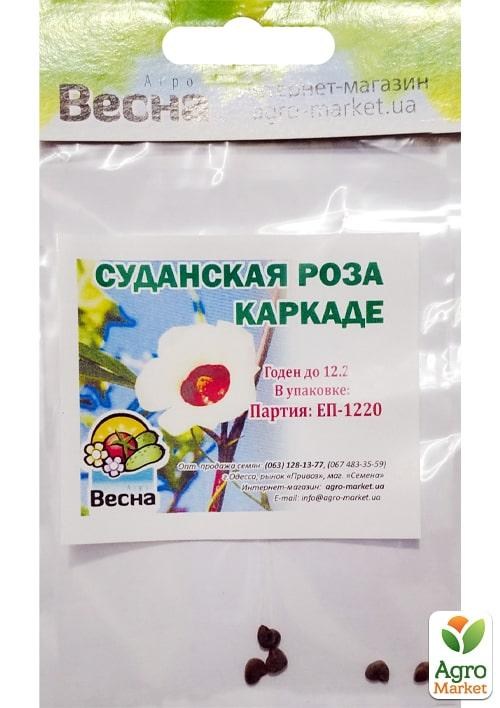 Агро
Весна
интернет-магазин
agro-market.ua
СУДАНСКАЯ РОЗА
КАРКАДЕ
Годен до 12.2
В упаковке:
Партия: ЕП-1220
Опт. продажа семян: (063) 128-13-77, (067 483-35-59)
г.Одесса, рынок «Привоз», маг. «Семена»
Интернет-магазин: agro-market.ua
E-mail: info@agro-market.ua
Агро
Весна
Agro
Market